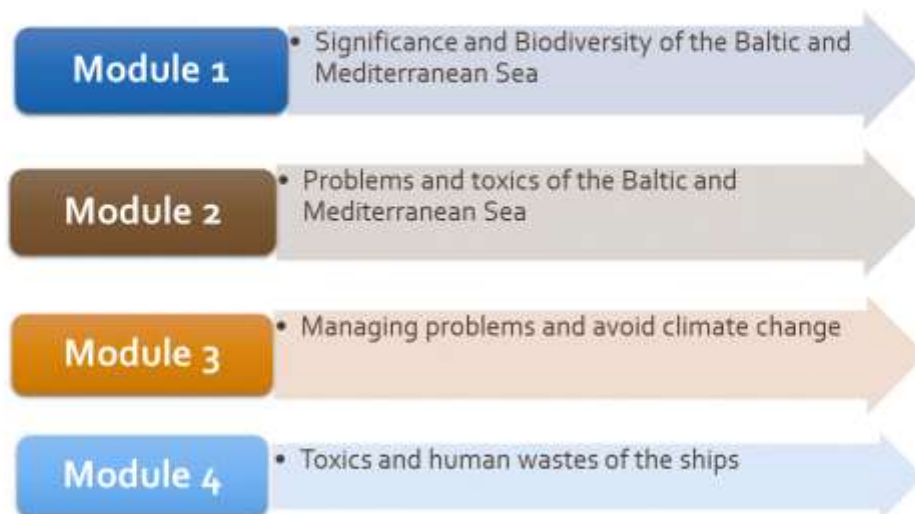 Module 1
• Significance and Biodiversity of the Baltic and
Mediterranean Sea
Module 2
• Problems and toxics of the Baltic and
Mediterranean Sea
Module 3
• Managing problems and avoid climate change
Module 4
• Toxics and human wastes of the ships